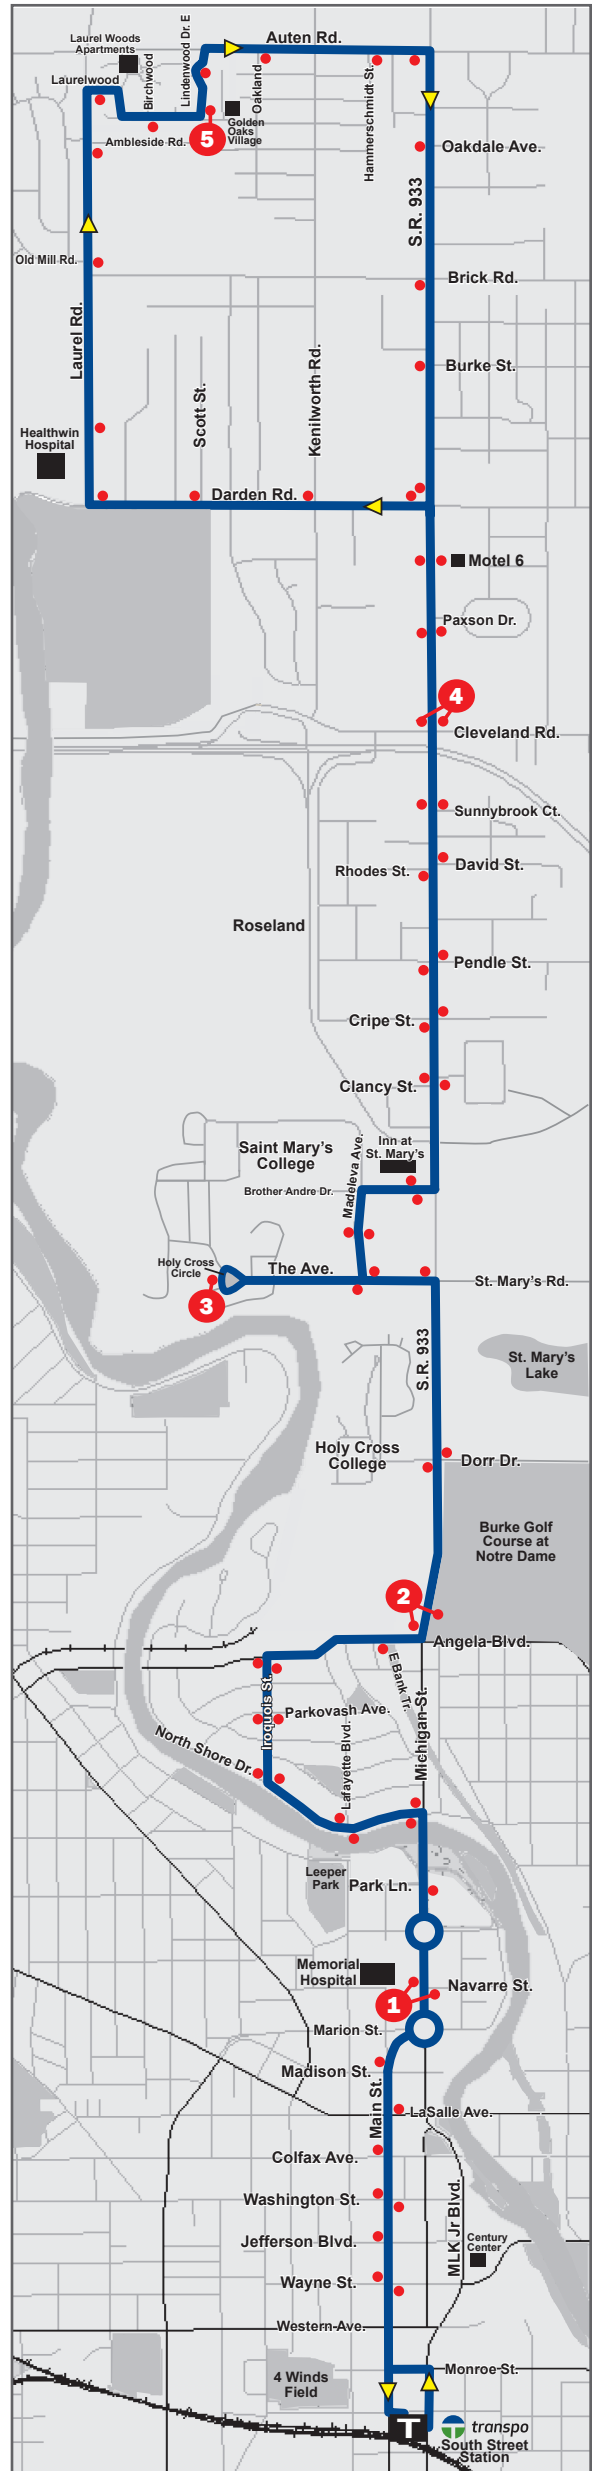 Auten Rd.
Laurel Woods
Apartments
Laurelwood
Birchwood
Lindenwood Dr. E
Oakland
Hammerschmidt St.
Golden
Oaks
Village
Ambleside Rd.
5
Oakdale Ave.
S.R. 933
Old Mill Rd.
Brick Rd.
Laurel Rd.
Burke St.
Scott St.
Kenilworth Rd.
Healthwin
Hospital
Darden Rd.
Motel 6
Paxson Dr.
4
Cleveland Rd.
Sunnybrook Ct.
David St.
Rhodes St.
Roseland
Pendle St.
Cripe St.
Clancy St.
Inn at
St. Mary's
Saint Mary's
College
Madeleva Ave.
Brother Andre Dr.
Holy Cross
Circle
The Ave.
St. Mary's Rd.
3
S.R. 933
St. Mary's
Lake
Holy Cross
College
Dorr Dr.
Burke Golf
Course at
Notre Dame
2
Angela Blvd.
E Bank Tr.
Iroquois St.
Parkovash Ave.
Michigan St.
North Shore Dr.
Lafayette Blvd.
Leeper
Park
Park Ln.
Memorial
Hospital
Navarre St.
1
Marion St.
Madison St.
Main St.
LaSalle Ave.
Colfax Ave.
Washington St.
MLK Jr Blvd.
Jefferson Blvd.
Century
Center
Wayne St.
Western Ave.
Monroe St.
4 Winds
Field
T
transpo
South Street
Station